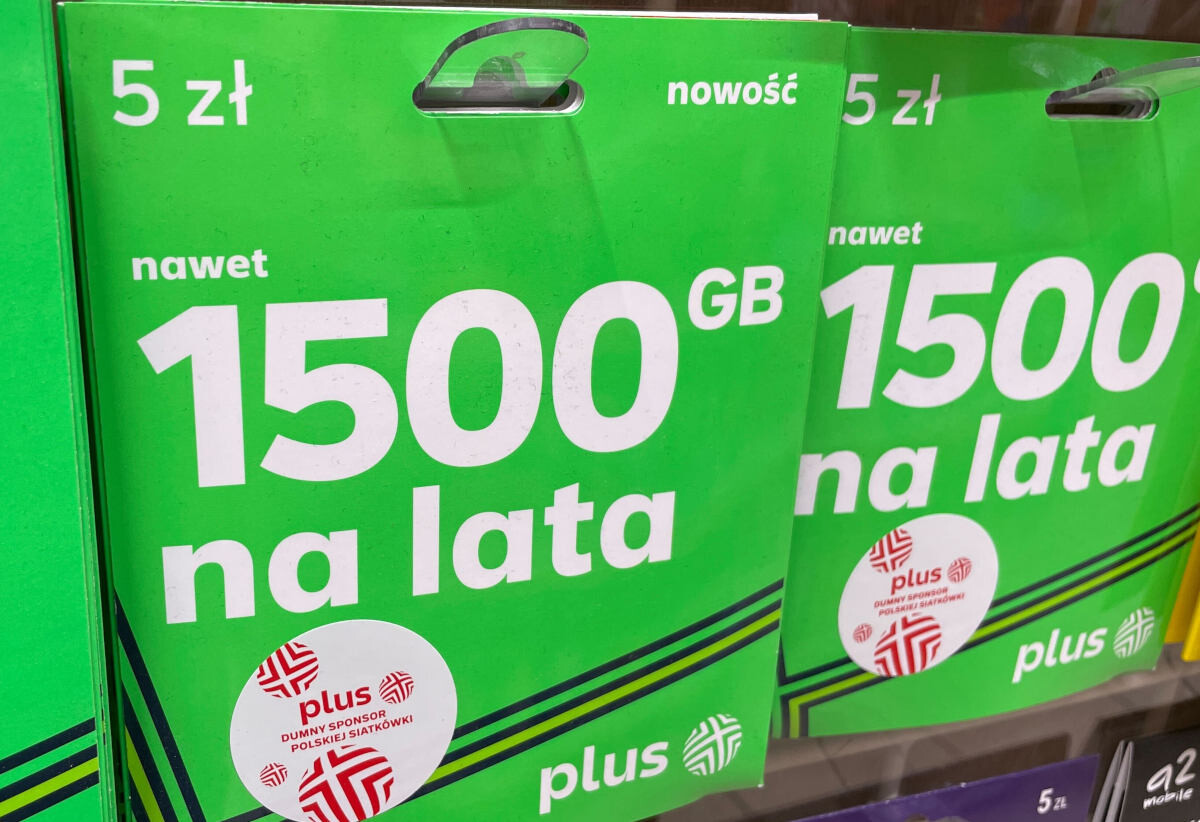 5 zł
nowość
nawet
1500 GB
na lata
plus
DUMNY SPONSOR
POLSKIEJ SIATKÓWKI
plus
5 zł
nawet
1500
na lata
plus
DUMNY SPONSOR
POLSKIEJ SIATKÓWKI
plus
5 ZŁ
a2
mobile